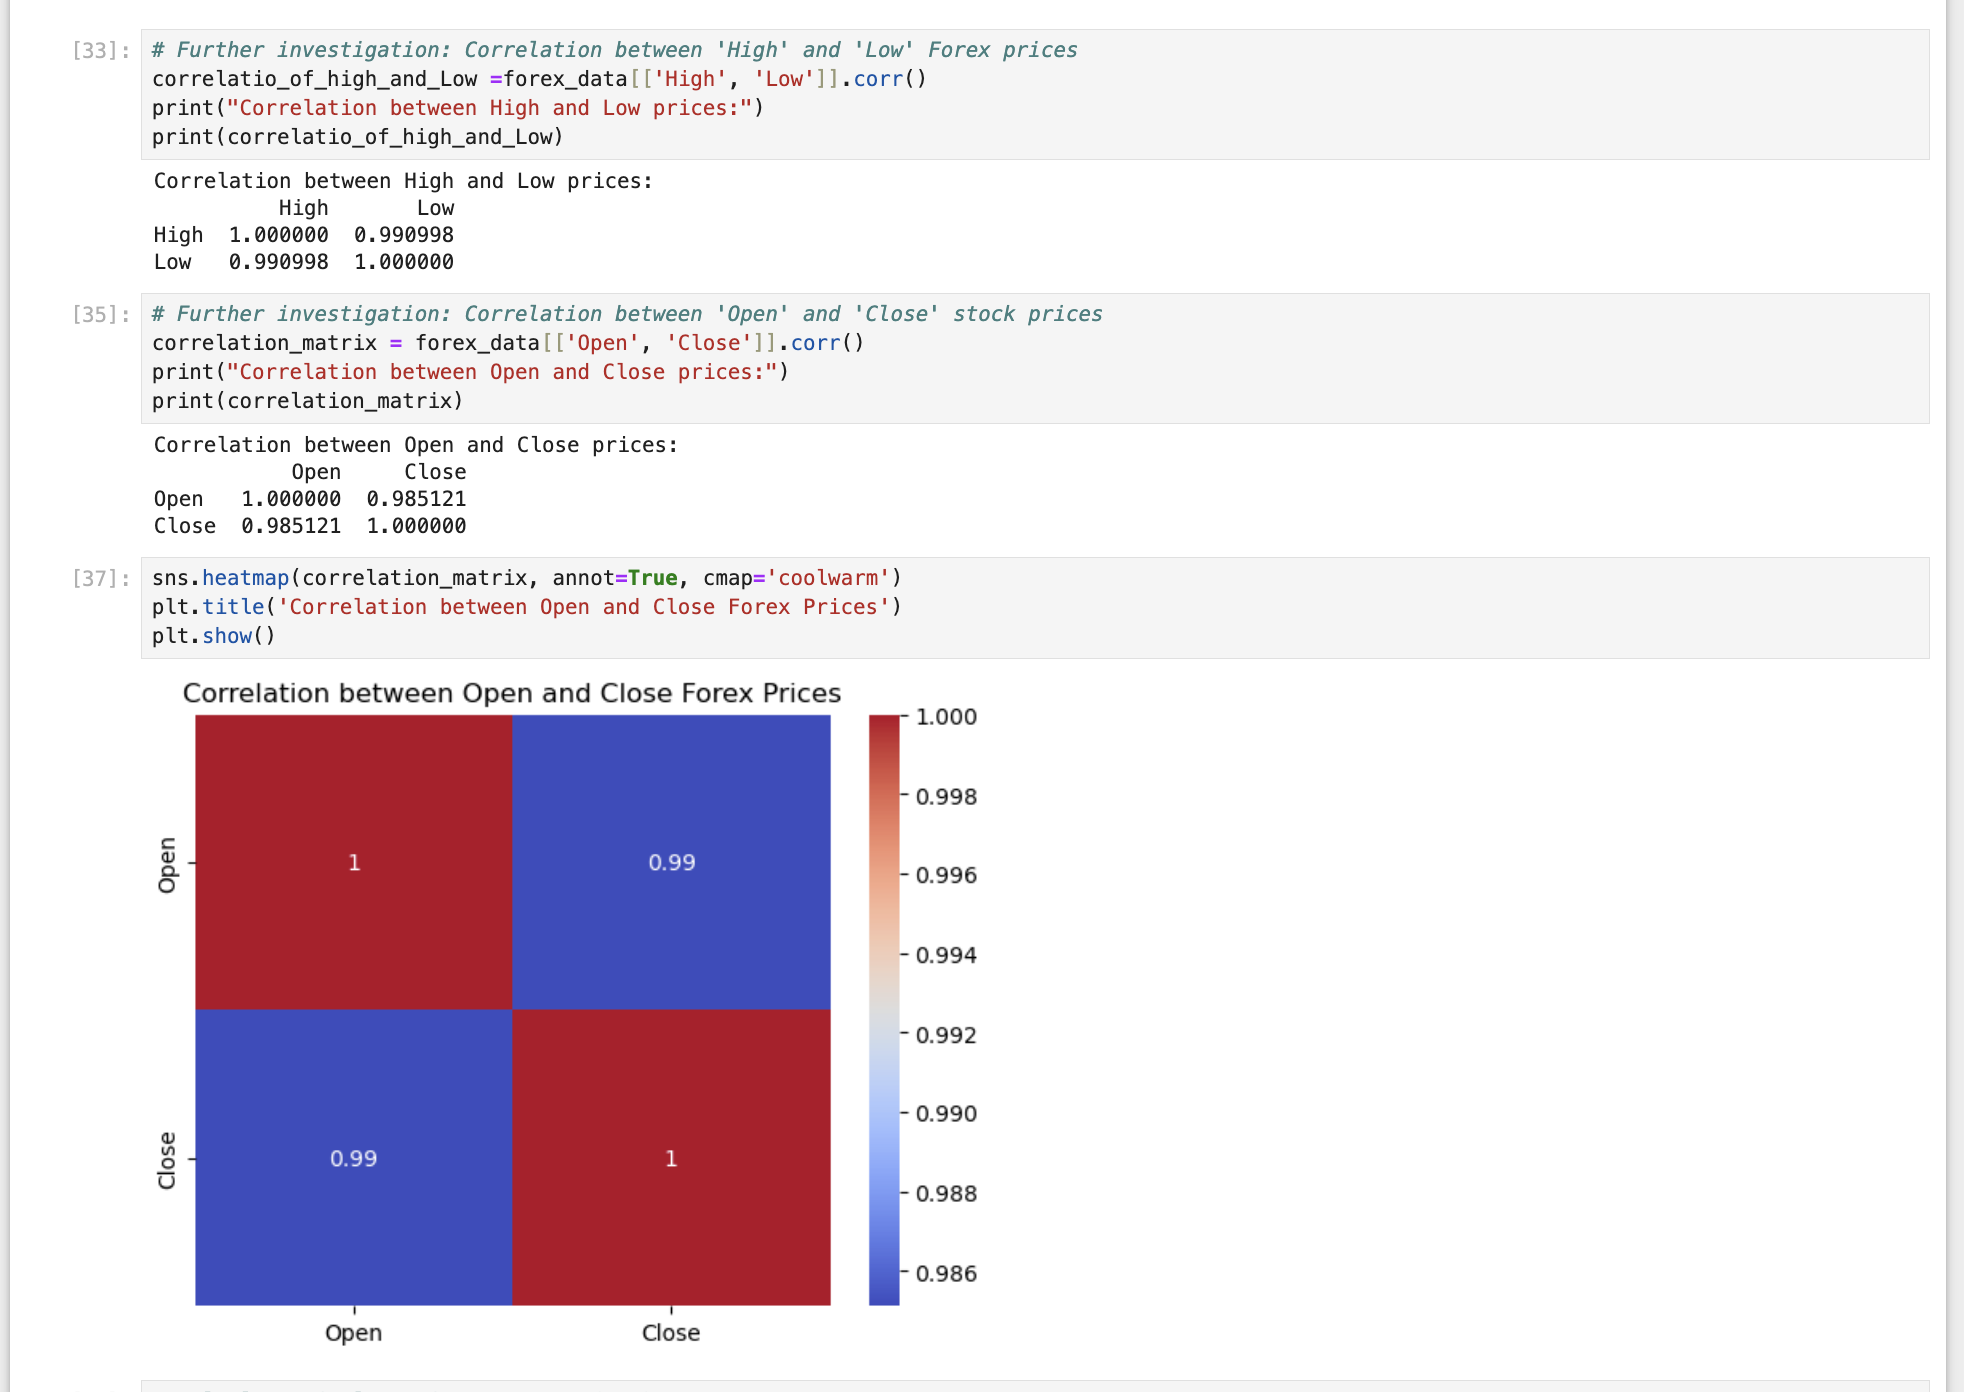 [33]: # Further investigation: Correlation between 'High' and 'Low' Forex prices
correlatio_of_high_and_Low =forex_data[['High', 'Low']].corr()
print("Correlation between High and Low prices:")
print(correlatio_of_high_and_Low)
Correlation between High and Low prices:
High Low
High 1.000000 0.990998
Low 0.990998 1.000000
[35]: # Further investigation: Correlation between 'Open' and 'Close' stock prices
correlation_matrix = forex_data[['Open', 'Close']].corr()
print("Correlation between Open and Close prices:")
print(correlation_matrix)
Correlation between Open and Close prices:
Open Close
Open 1.000000 0.985121
Close 0.985121 1.000000
[37]: sns.heatmap(correlation_matrix, annot=True, cmap='coolwarm')
plt.title('Correlation between Open and Close Forex Prices')
plt.show()
Correlation between Open and Close Forex Prices
1.000
0.998
Open 1 0.99
0.996
0.994
0.992
0.990
Close 0.99 1
0.988
0.986
Open Close